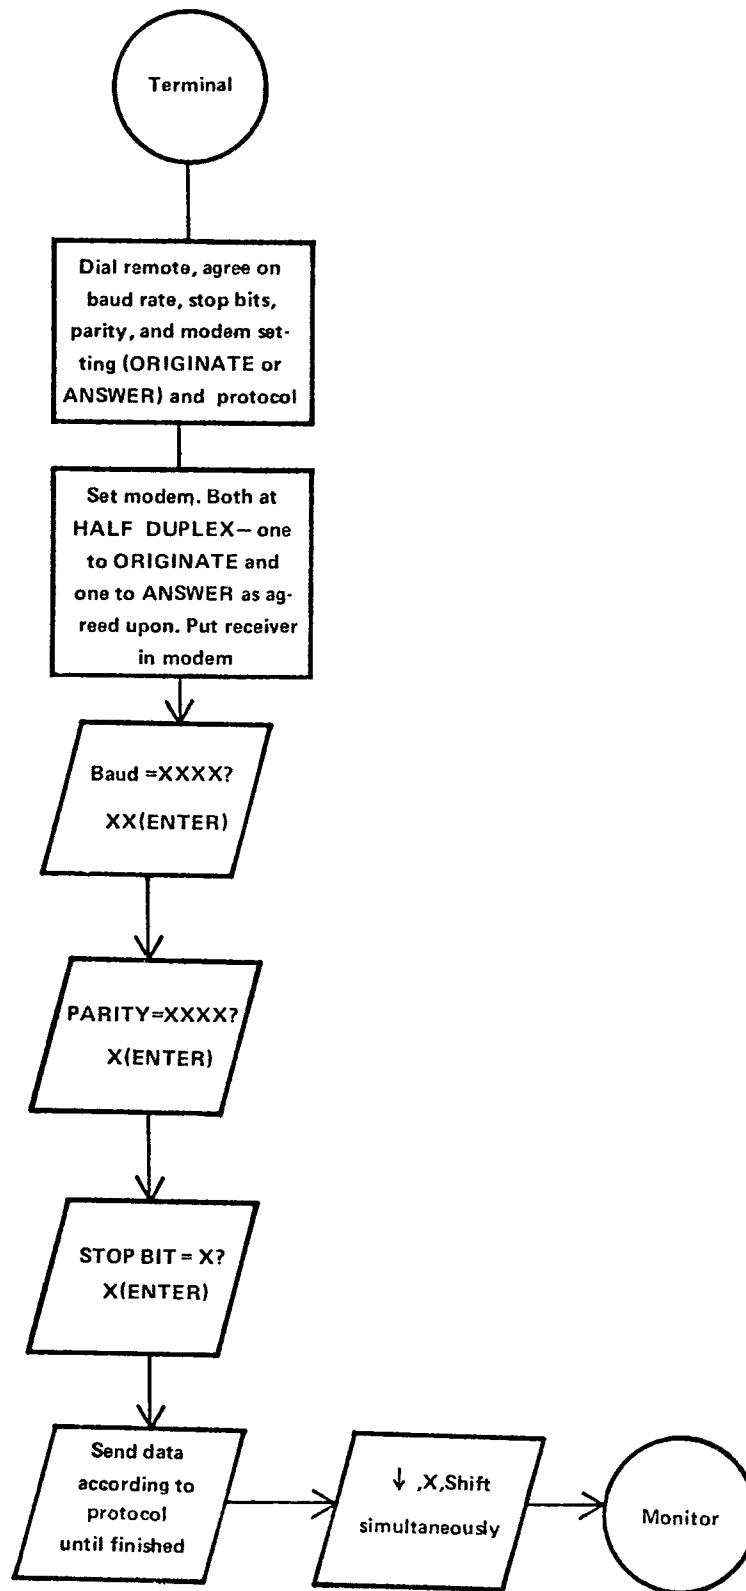 Terminal
Dial remote, agree on
baud rate, stop bits,
parity, and modem set-
ting (ORIGINATE or
ANSWER) and protocol
Set modem. Both at
HALF DUPLEX— one
to ORIGINATE and
one to ANSWER as ag-
reed upon. Put receiver
in modem
Baud =XXXX?
XX(ENTER)
PARITY=XXXX?
X(ENTER)
STOP BIT = X?
X(ENTER)
Send data
according to
protocol
until finished
↓ ,X,Shift
simultaneously
Monitor